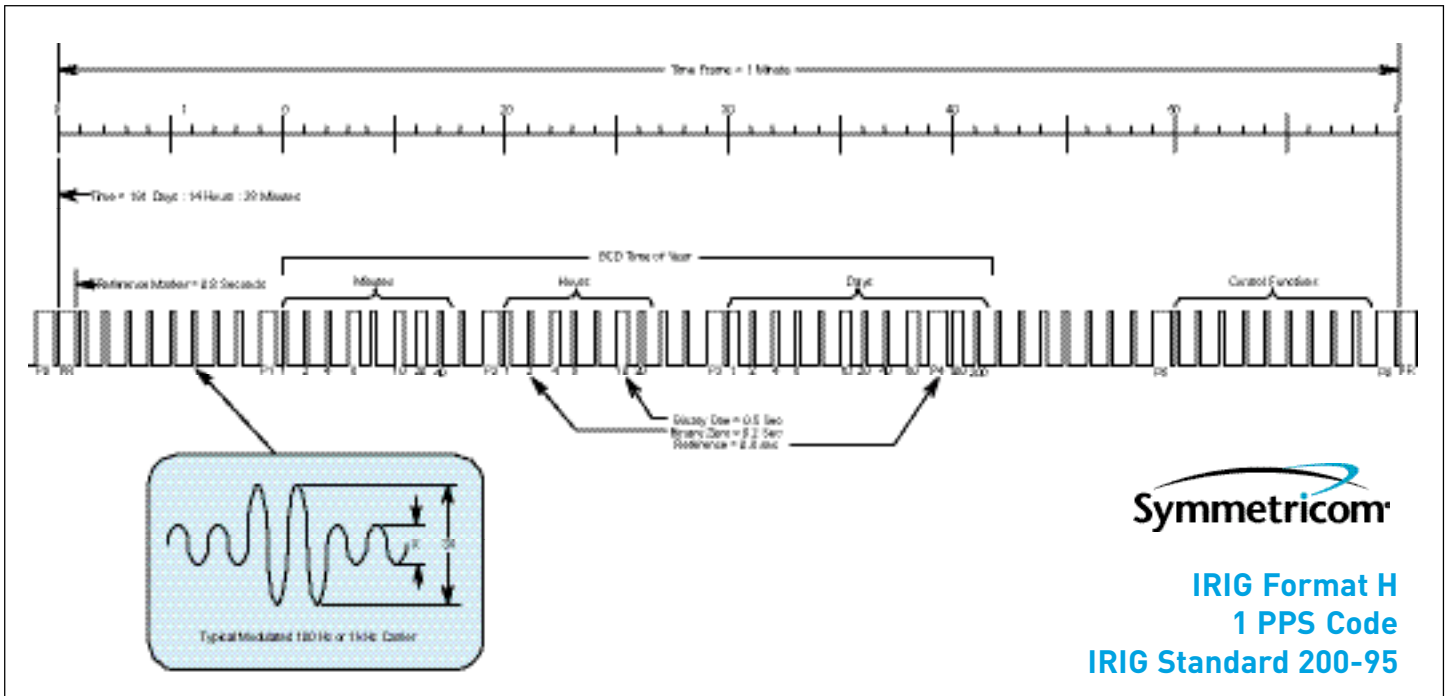 Time Frame = 1 Minute
0 1 0 20 30 40 50
Time = Days : 14 Hours : Minutes
BCD Time of Year
Reference Marker = 0.8 Seconds
Minutes Hours Days Control Functions
P0 PR P1 1 2 4 8 10 20 40 P2 1 2 4 8 10 20 P3 1 2 4 8 10 20 40 80 P4 100 200 P5 P0 PR
Binary One = 0.5 Sec
Binary Zero = 0.2 Sec
Reference = 0.8 sec
Typical Modulated 100 Hz or 1 kHz Carrier
Symmetricom
IRIG Format H
1 PPS Code
IRIG Standard 200-95